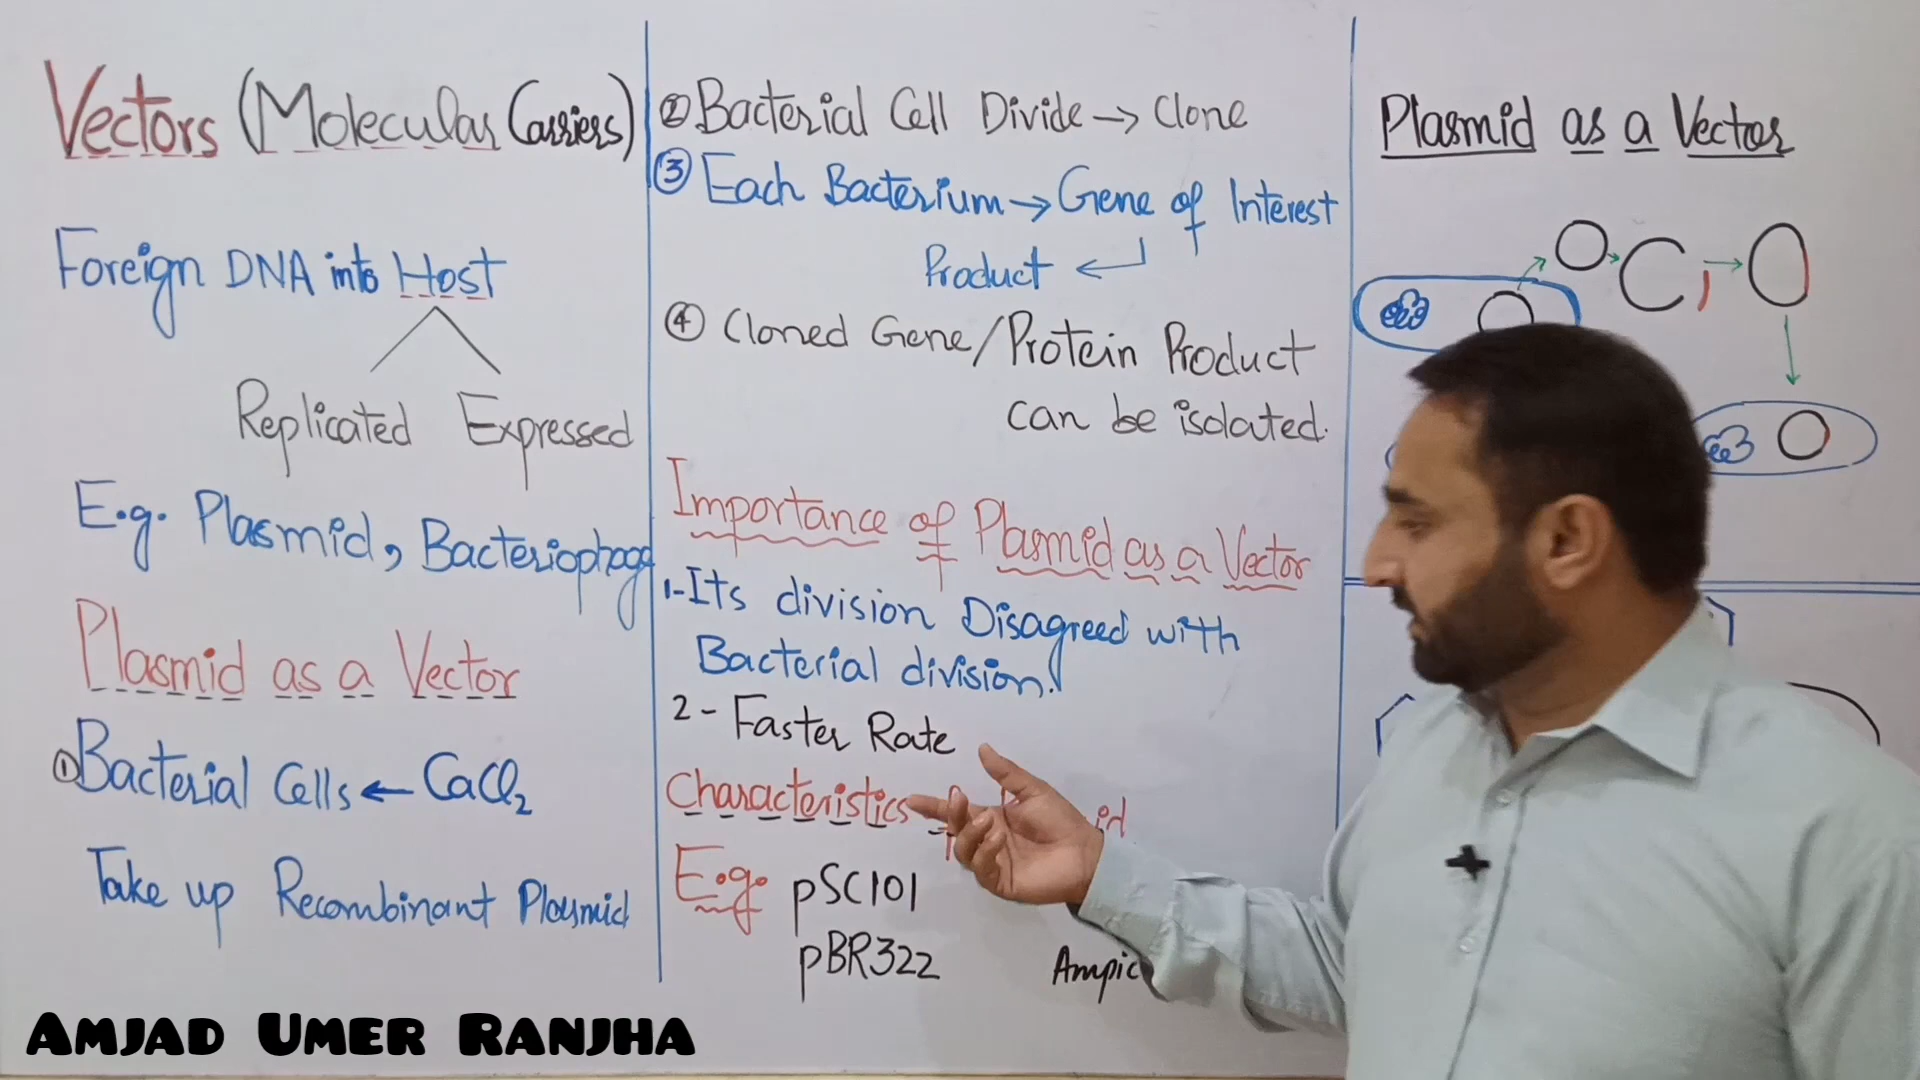 Vectors (Molecular Carriers)
Foreign DNA into Host
Replicated Expressed
E.g. Plasmid, Bacteriophage
Plasmid as a Vector
① Bacterial Cells ← CaCl₂
Take up Recombinant Plasmid
② Bacterial Cell Divide → Clone
③ Each Bacterium → Gene of Interest
Product ↵
④ Cloned Gene/Protein Product
can be isolated.
Importance of Plasmid as a Vector
1- Its division Disagreed with
Bacterial division.
2- Faster Rate
Characteristics
E.g. pSC101
pBR322 Ampic
Plasmid as a Vector
AMJAD UMER RANJHA